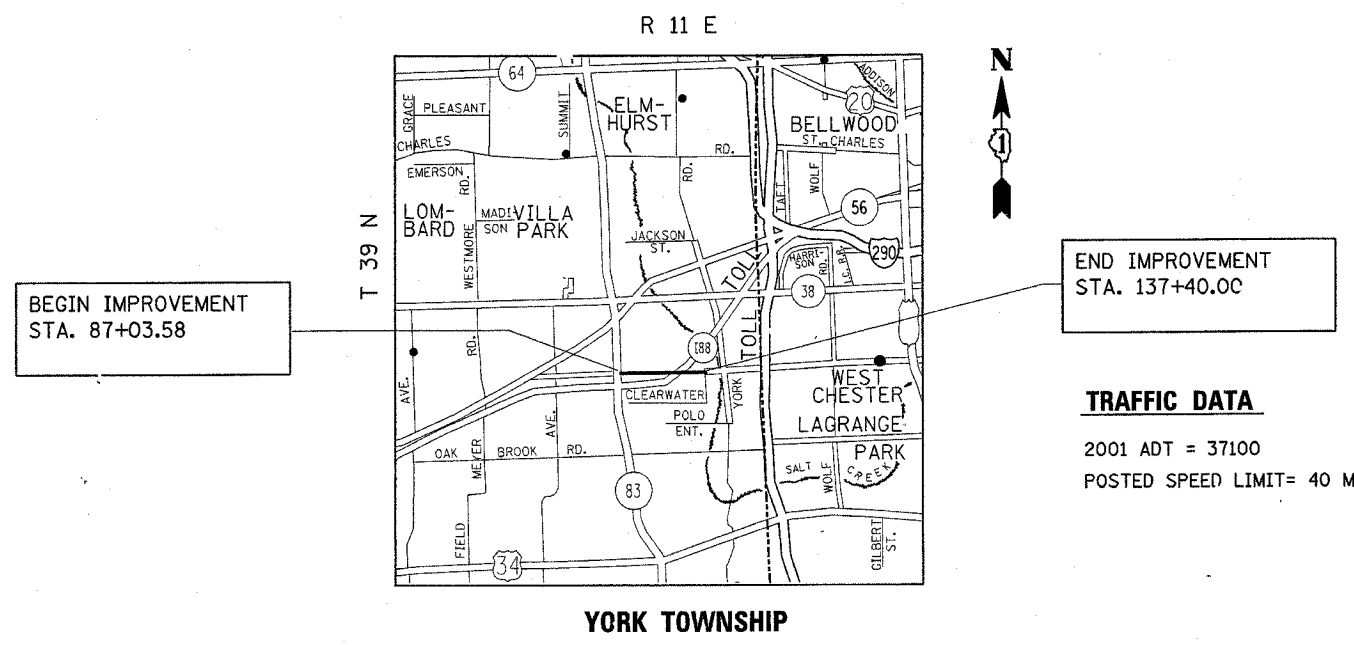 R 11 E
T 39 N
N
1
64
GRACE
PLEASANT
SUMMIT
ELM-
HURST
ADDISON
20
BELLWOOD
ST. CHARLES
CHARLES
RD.
EMERSON
RD.
RD.
TAFT
WOLF
56
LOM-
BARD
MADI-
SON
VILLA
PARK
WESTMORE
JACKSON
ST.
TOLL
290
HARRI-
SON
RD.
I.C. R.R.
38
BEGIN IMPROVEMENT
STA. 87+03.58
END IMPROVEMENT
STA. 137+40.00
RD.
188
TOLL
AVE.
AVE.
CLEARWATER
YORK
WEST
CHESTER
POLO
ENT.
LAGRANGE
PARK
OAK BROOK RD.
MEYER
83
SALT
CREEK
WOLF
FIELD
34
GILBERT
ST.
TRAFFIC DATA
2001 ADT = 37100
POSTED SPEED LIMIT= 40 M
YORK TOWNSHIP